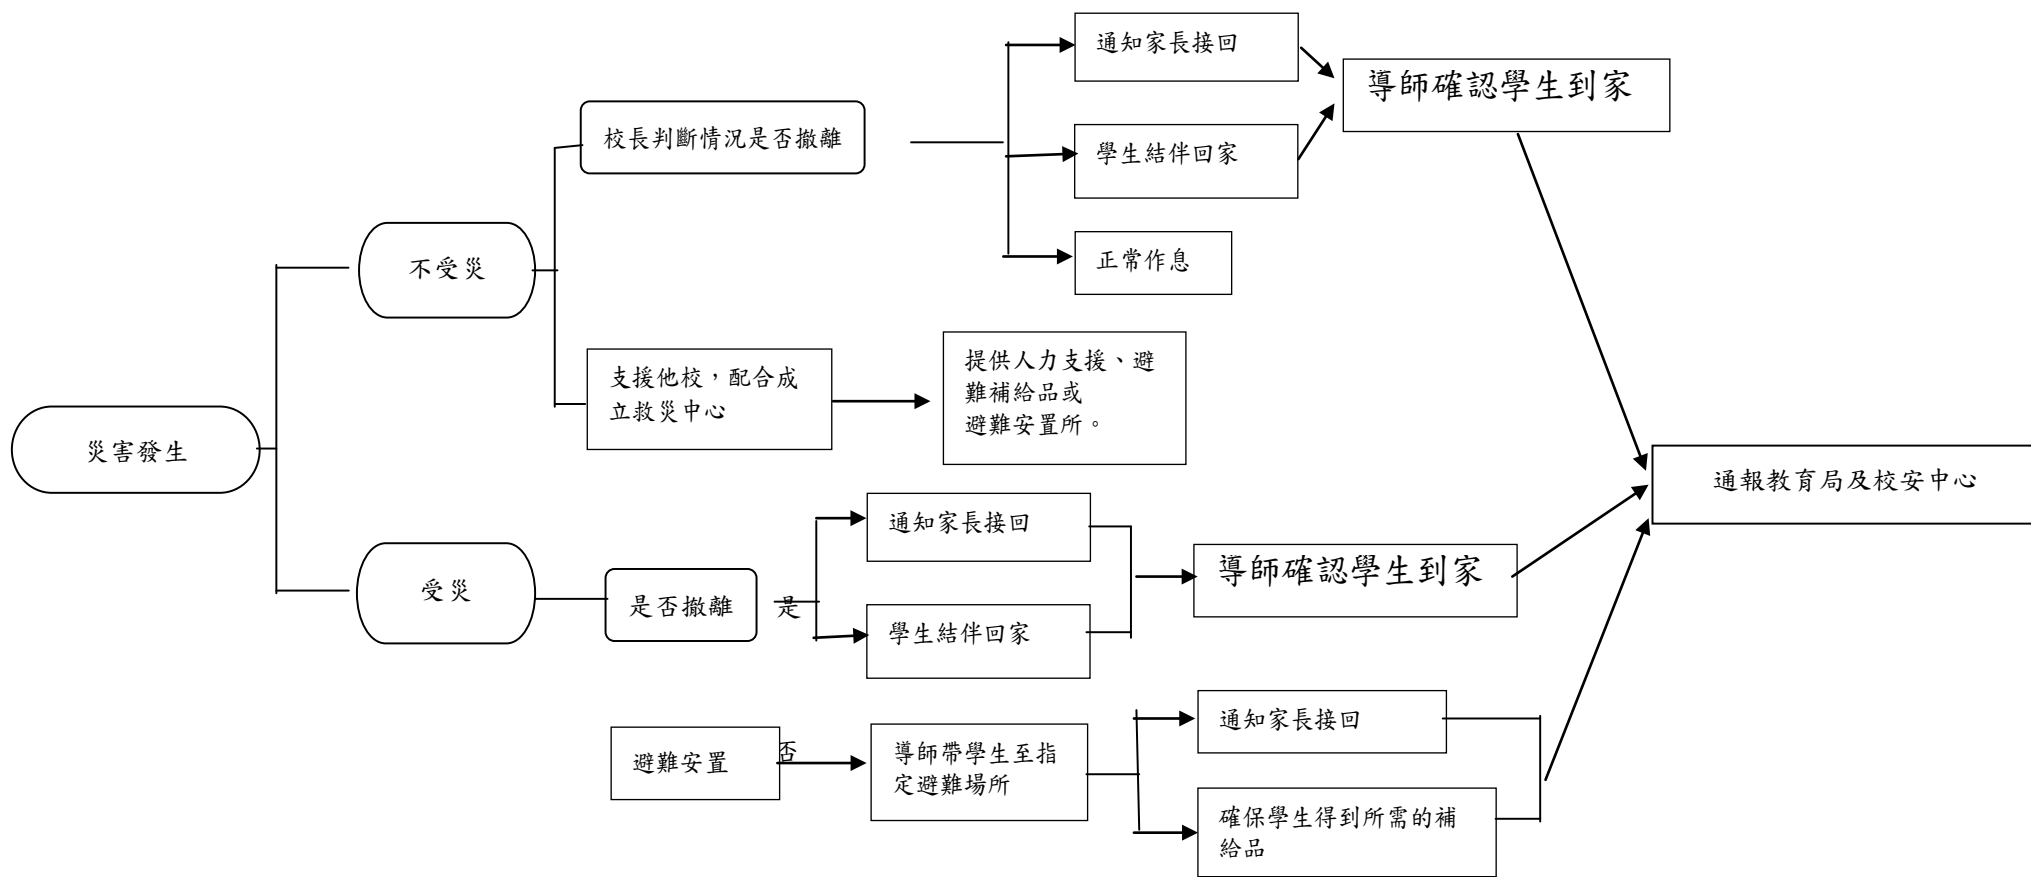 通知家長接回
導師確認學生到家
校長判斷情況是否撤離
學生結伴回家
不受災
正常作息
支援他校，配合成
立救災中心
提供人力支援、避
難補給品或
避難安置所。
災害發生
通報教育局及校安中心
通知家長接回
受災
是否撤離
是
導師確認學生到家
學生結伴回家
通知家長接回
避難安置
否
導師帶學生至指
定避難場所
確保學生得到所需的補
給品